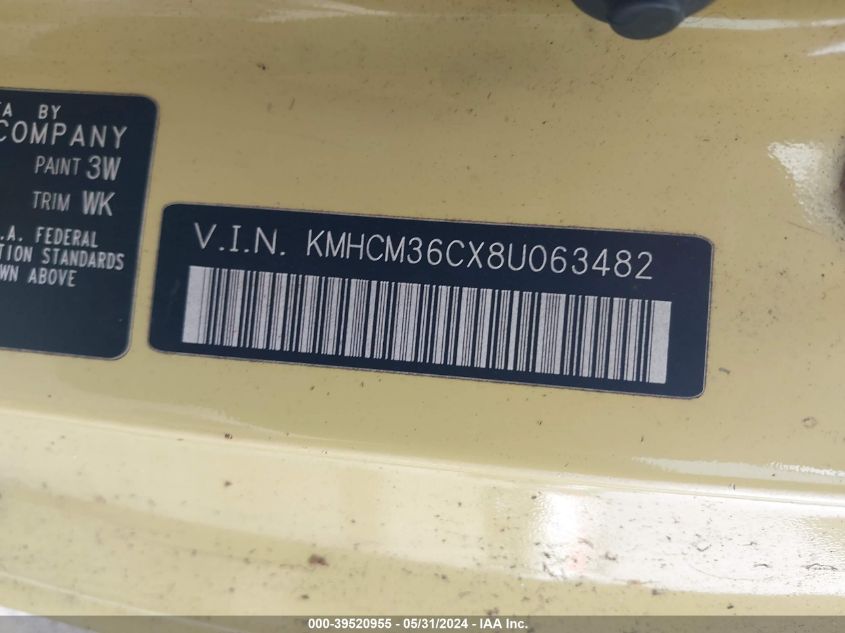 A BY
COMPANY
PAINT 3W
TRIM WK
.A. FEDERAL
TION STANDARDS
WN ABOVE
V.I.N. KMHCM36CX8U063482
000-39520955 - 05/31/2024 - IAA Inc.